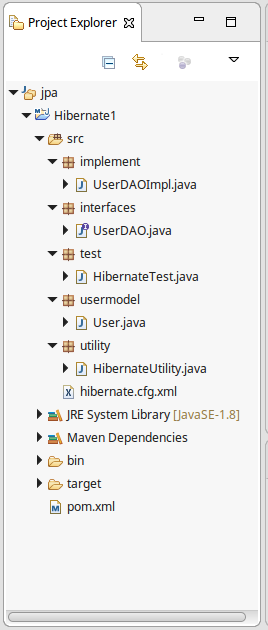 Project Explorer
jpa
Hibernate1
src
implement
UserDAOImpl.java
interfaces
UserDAO.java
test
HibernateTest.java
usermodel
User.java
utility
HibernateUtility.java
hibernate.cfg.xml
JRE System Library [JavaSE-1.8]
Maven Dependencies
bin
target
pom.xml